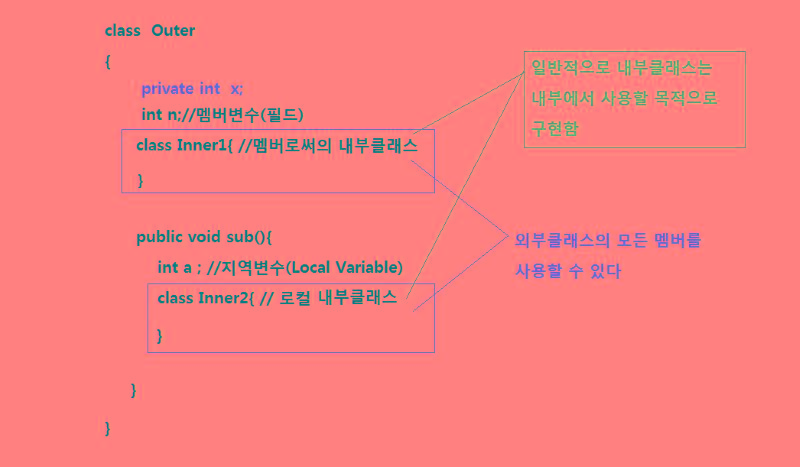 class Outer
{
private int x;
int n;//멤버변수(필드)
class Inner1{ //멤버로써의 내부클래스
}
public void sub(){
int a ; //지역변수(Local Variable)
class Inner2{ // 로컬 내부클래스
}
}
}
일반적으로 내부클래스는
내부에서 사용할 목적으로
구현함
외부클래스의 모든 멤버를
사용할 수 있다